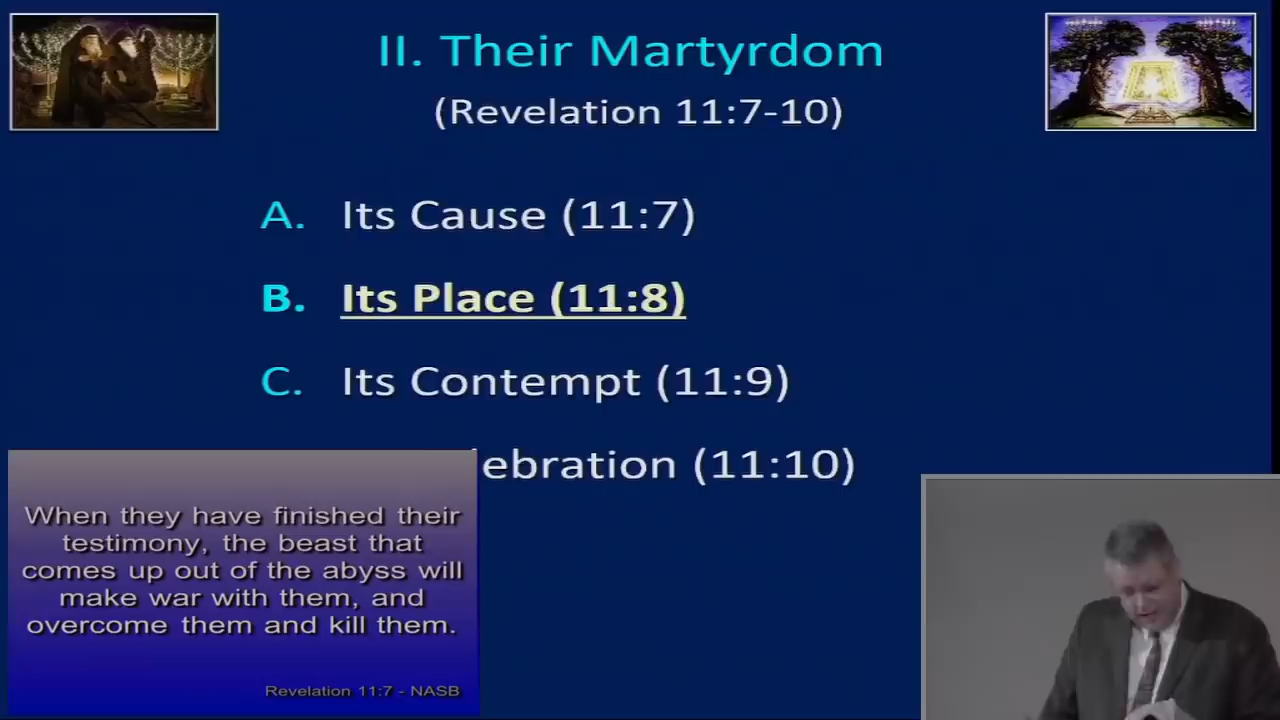 II. Their Martyrdom
(Revelation 11:7-10)
A. Its Cause (11:7)
B. Its Place (11:8)
C. Its Contempt (11:9)
lebration (11:10)
When they have finished their
testimony, the beast that
comes up out of the abyss will
make war with them, and
overcome them and kill them.
Revelation 11:7 - NASB